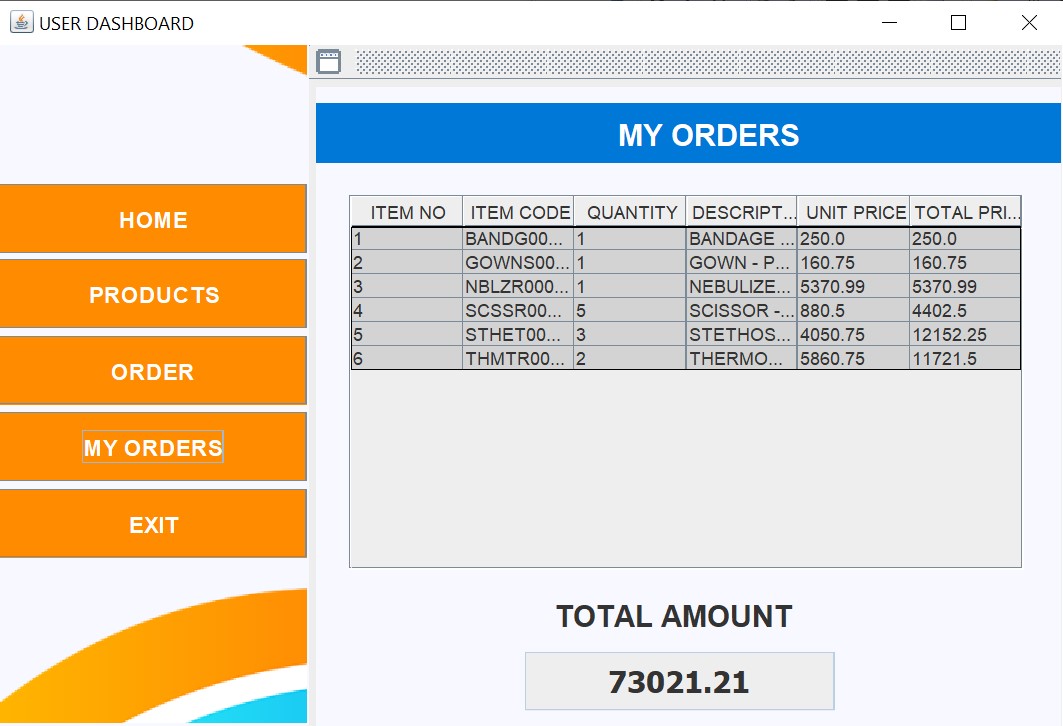 USER DASHBOARD
HOME
PRODUCTS
ORDER
MY ORDERS
EXIT
MY ORDERS
ITEM NO ITEM CODE QUANTITY DESCRIPT... UNIT PRICE TOTAL PRI...
1 BANDG00... 1 BANDAGE ... 250.0 250.0
2 GOWNS00... 1 GOWN - P... 160.75 160.75
3 NBLZR000... 1 NEBULIZE... 5370.99 5370.99
4 SCSSR00... 5 SCISSOR -... 880.5 4402.5
5 STHET00... 3 STETHOS... 4050.75 12152.25
6 THMTR00... 2 THERMO... 5860.75 11721.5
TOTAL AMOUNT
73021.21